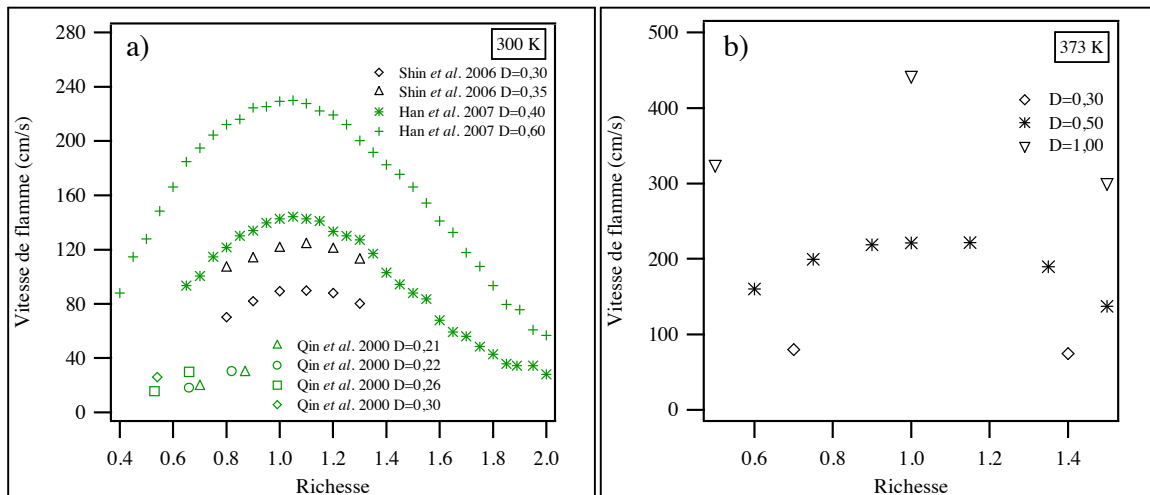 a)
300 K
280
240
200
160
120
80
40
0
Vitesse de flamme (cm/s)
Shin et al. 2006 D=0,30
Shin et al. 2006 D=0,35
Han et al. 2007 D=0,40
Han et al. 2007 D=0,60
Qin et al. 2000 D=0,21
Qin et al. 2000 D=0,22
Qin et al. 2000 D=0,26
Qin et al. 2000 D=0,30
0.4 0.6 0.8 1.0 1.2 1.4 1.6 1.8 2.0
Richesse
b)
373 K
500
400
300
200
100
0
Vitesse de flamme (cm/s)
D=0,30
D=0,50
D=1,00
0.6 0.8 1.0 1.2 1.4
Richesse